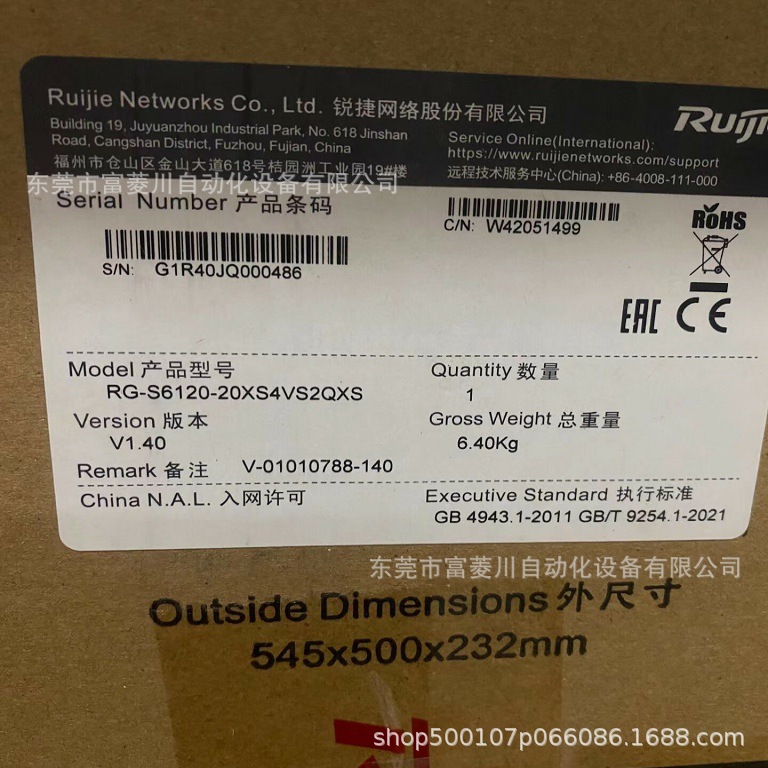 Ruijie Networks Co., Ltd. 锐捷网络股份有限公司
Building 19, Juyuanzhou Industrial Park, No. 618 Jinshan
Road, Cangshan District, Fuzhou, Fujian, China
福州市仓山区金山大道618号桔园洲工业园19#楼
Ruijie
Service Online(International):
https://www.ruijienetworks.com/support
远程技术服务中心(China): +86-4008-111-000
东莞市富菱川自动化设备有限公司
Serial Number 产品条码
S/N: G1R40JQ000486
C/N: W42051499
RoHS
EAC CE
Model 产品型号
RG-S6120-20XS4VS2QXS
Quantity 数量
1
Version 版本
V1.40
Gross Weight 总重量
6.40Kg
Remark 备注 V-01010788-140
China N.A.L. 入网许可
Executive Standard 执行标准
GB 4943.1-2011 GB/T 9254.1-2021
东莞市富菱川自动化设备有限公司
Outside Dimensions 外尺寸
545x500x232mm
shop500107p066086.1688.com